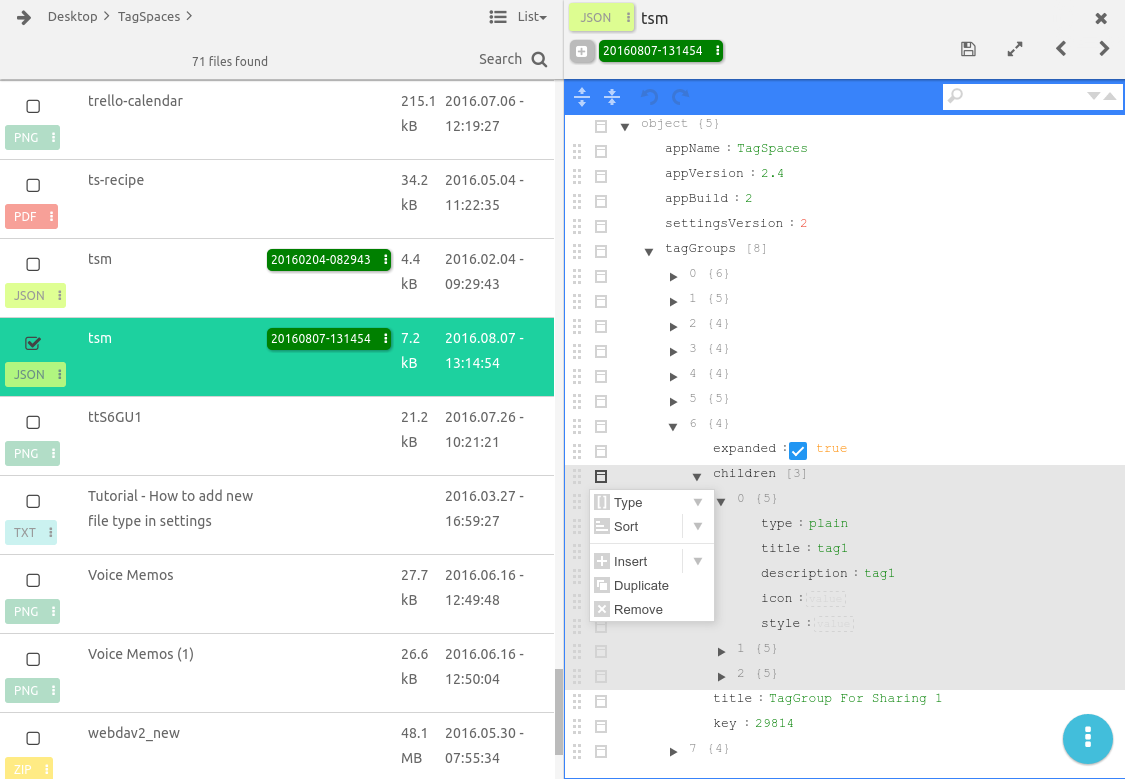 Desktop > TagSpaces >
List
71 files found
Search
trello-calendar
215.1 kB
2016.07.06 - 12:19:27
PNG
ts-recipe
34.2 kB
2016.05.04 - 11:22:35
PDF
tsm
20160204-082943
4.4 kB
2016.02.04 - 09:29:43
JSON
tsm
20160807-131454
7.2 kB
2016.08.07 - 13:14:54
JSON
ttS6GU1
21.2 kB
2016.07.26 - 10:21:21
PNG
Tutorial - How to add new
file type in settings
2016.03.27 - 16:59:27
TXT
Voice Memos
27.7 kB
2016.06.16 - 12:49:48
PNG
Voice Memos (1)
26.6 kB
2016.06.16 - 12:50:04
PNG
webdav2_new
48.1 MB
2016.05.30 - 07:55:34
ZIP
JSON
tsm
20160807-131454
object {5}
appName : TagSpaces
appVersion : 2.4
appBuild : 2
settingsVersion : 2
tagGroups [8]
0 {6}
1 {5}
2 {4}
3 {4}
4 {4}
5 {5}
6 {4}
expanded : true
children [3]
0 {5}
type : plain
title : tag1
description : tag1
icon : (value)
style : (value)
1 {5}
2 {5}
title : TagGroup For Sharing 1
key : 29814
7 {4}
Type
Sort
Insert
Duplicate
Remove